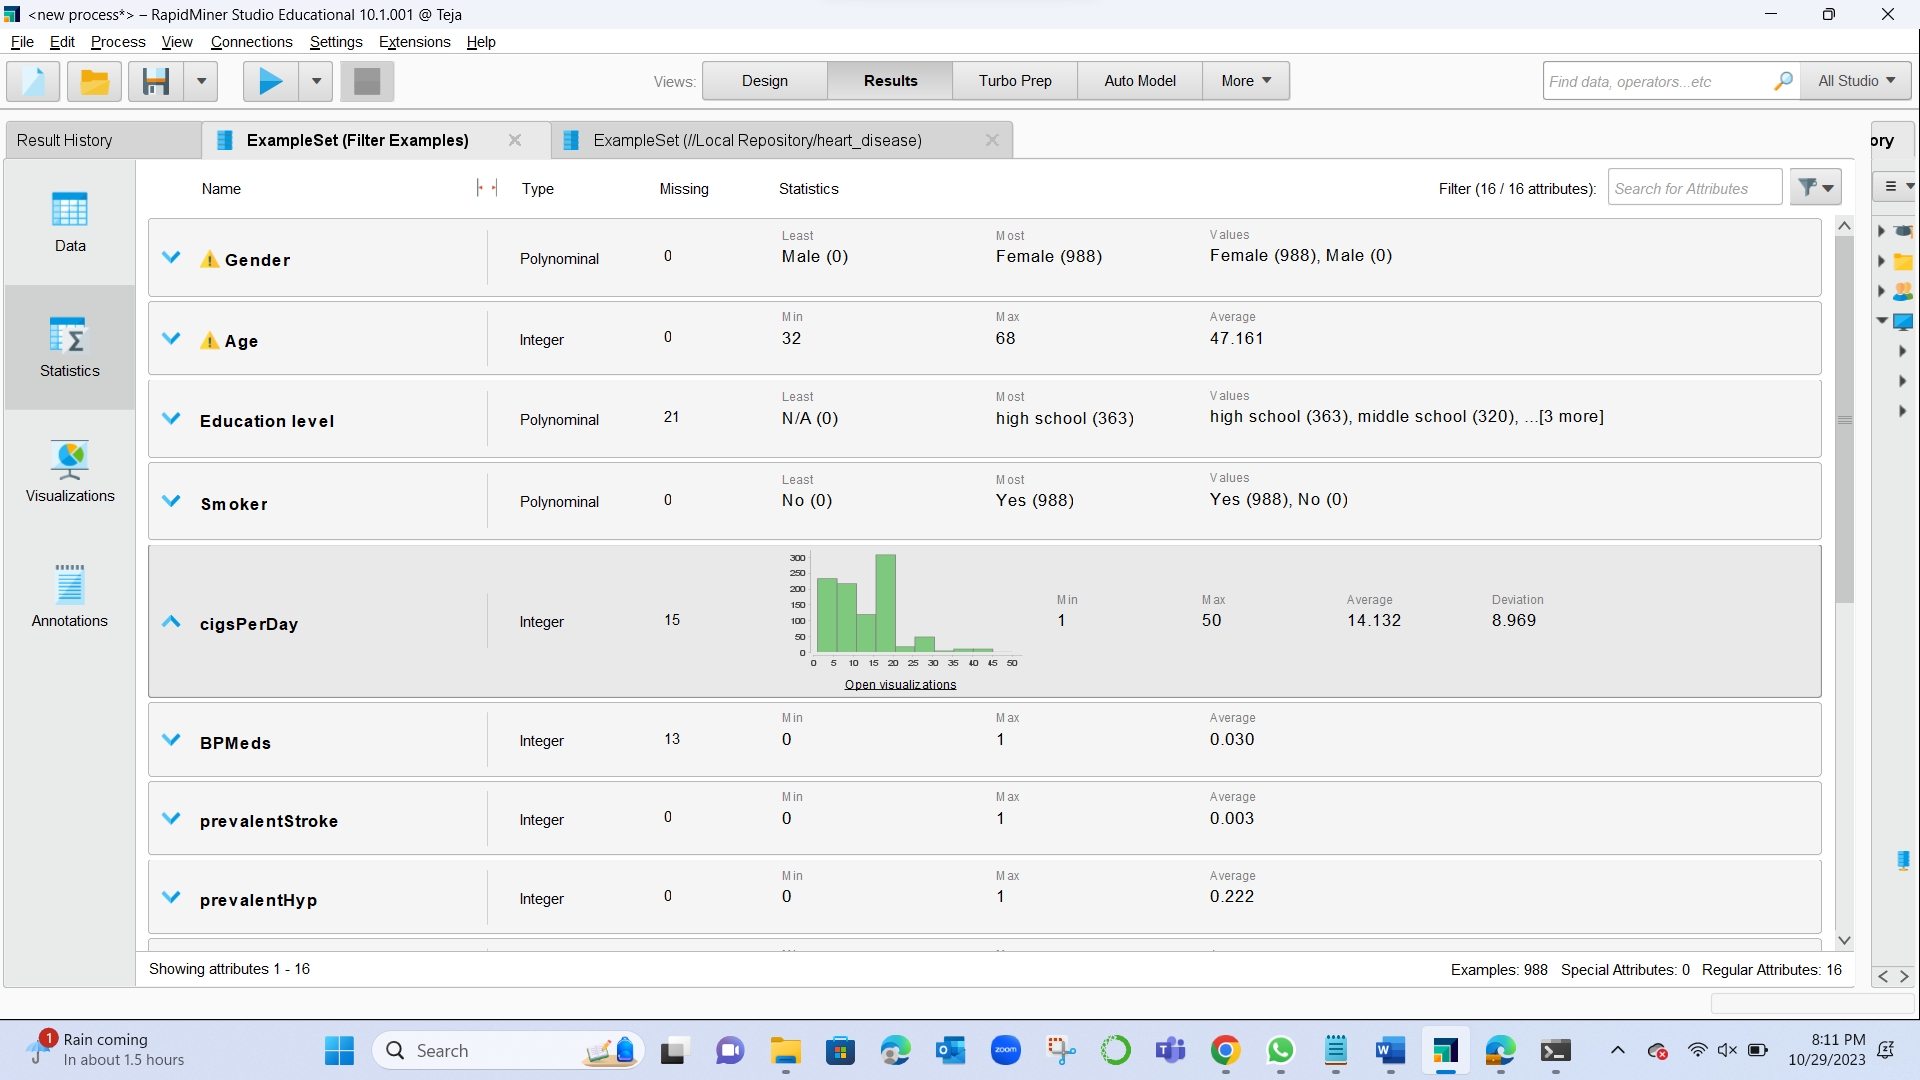 <new process*> – RapidMiner Studio Educational 10.1.001 @ Teja
File Edit Process View Connections Settings Extensions Help
Views: Design Results Turbo Prep Auto Model More
Find data, operators...etc
All Studio
Result History
ExampleSet (Filter Examples)
ExampleSet (//Local Repository/heart_disease)
ory
Name Type Missing Statistics
Filter (16 / 16 attributes):
Search for Attributes
Data
Statistics
Visualizations
Annotations
Least Most Values
Gender Polynominal 0 Male (0) Female (988) Female (988), Male (0)
Min Max Average
Age Integer 0 32 68 47.161
Least Most Values
Education level Polynominal 21 N/A (0) high school (363) high school (363), middle school (320), ...[3 more]
Least Most Values
Smoker Polynominal 0 No (0) Yes (988) Yes (988), No (0)
300
250
200
150
100
50
0
0 5 10 15 20 25 30 35 40 45 50
Open visualizations
Min Max Average Deviation
cigsPerDay Integer 15 1 50 14.132 8.969
Min Max Average
BPMeds Integer 13 0 1 0.030
Min Max Average
prevalentStroke Integer 0 0 1 0.003
Min Max Average
prevalentHyp Integer 0 0 1 0.222
Showing attributes 1 - 16
Examples: 988 Special Attributes: 0 Regular Attributes: 16
1
Rain coming
In about 1.5 hours
Search
zoom
8:11 PM
10/29/2023